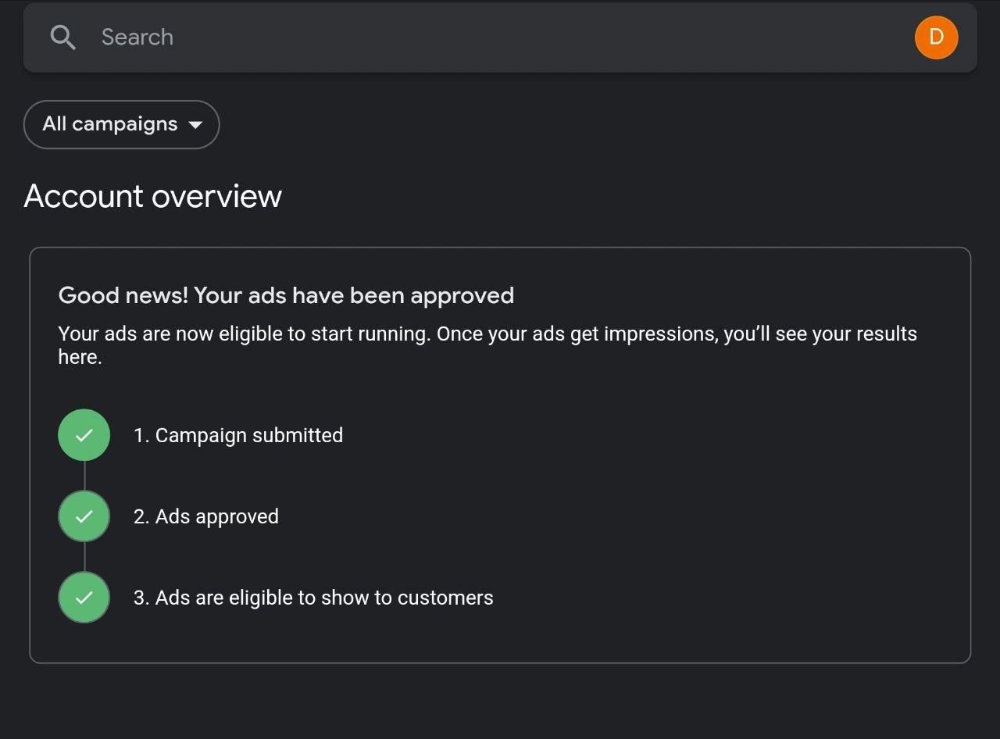 Search
D
All campaigns
Account overview
Good news! Your ads have been approved
Your ads are now eligible to start running. Once your ads get impressions, you’ll see your results
here.
1. Campaign submitted
2. Ads approved
3. Ads are eligible to show to customers